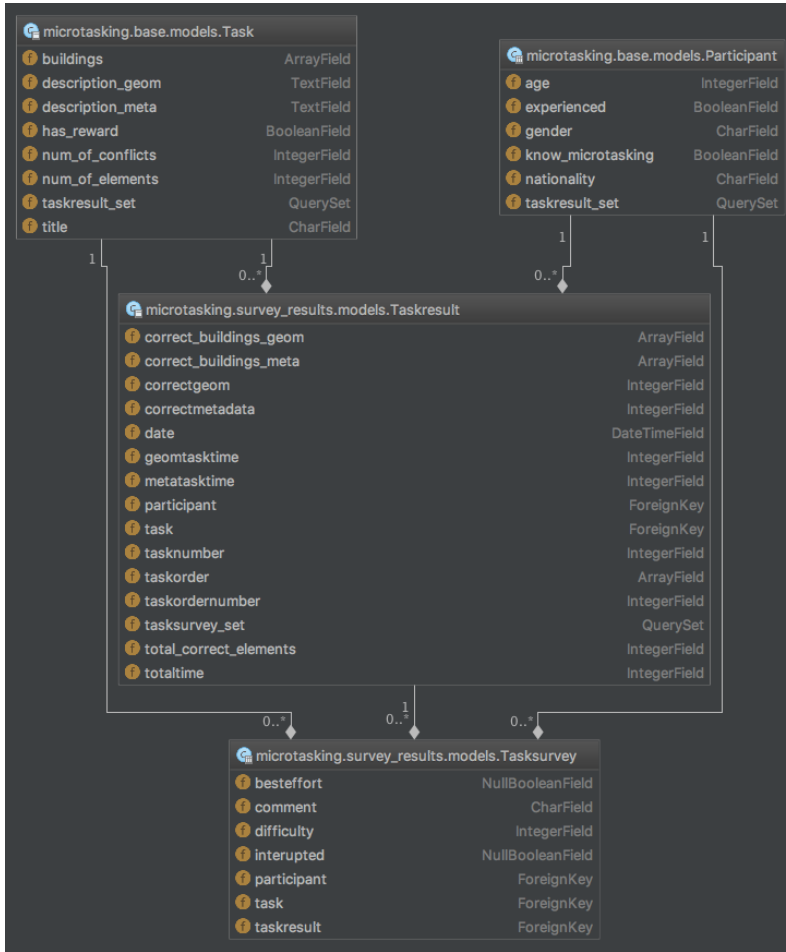 microtasking.base.models.Task
buildings ArrayField
description_geom TextField
description_meta TextField
has_reward BooleanField
num_of_conflicts IntegerField
num_of_elements IntegerField
taskresult_set QuerySet
title CharField
microtasking.base.models.Participant
age IntegerField
experienced BooleanField
gender CharField
know_microtasking BooleanField
nationality CharField
taskresult_set QuerySet
1
1
0..*
1
0..*
1
microtasking.survey_results.models.Taskresult
correct_buildings_geom ArrayField
correct_buildings_meta ArrayField
correctgeom IntegerField
correctmetadata IntegerField
date DateTimeField
geomtasktime IntegerField
metatasktime IntegerField
participant ForeignKey
task ForeignKey
tasknumber IntegerField
taskorder ArrayField
taskordernumber IntegerField
tasksurvey_set QuerySet
total_correct_elements IntegerField
totaltime IntegerField
0..*
1
0..*
0..*
microtasking.survey_results.models.Tasksurvey
besteffort NullBooleanField
comment CharField
difficulty IntegerField
interupted NullBooleanField
participant ForeignKey
task ForeignKey
taskresult ForeignKey